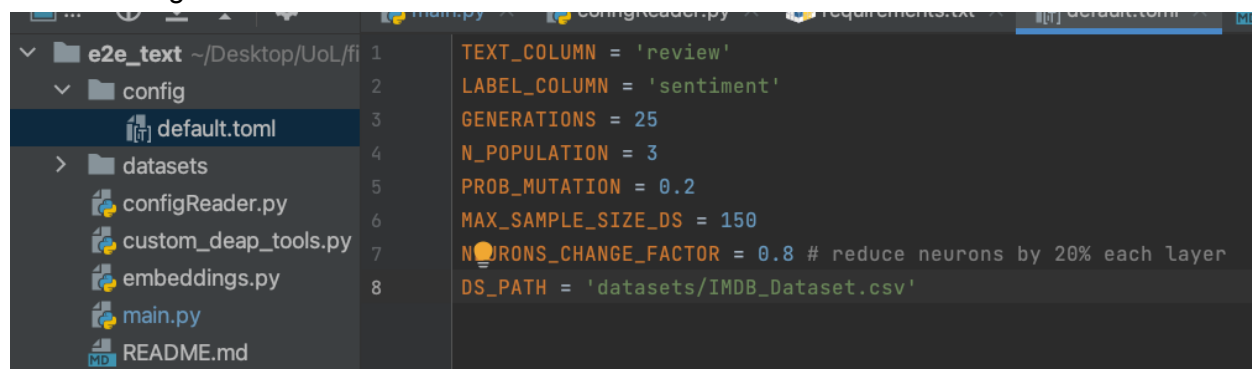 main.py
configReader.py
requirements.txt
default.toml
e2e_text ~/Desktop/UoL/fi
config
default.toml
datasets
configReader.py
custom_deap_tools.py
embeddings.py
main.py
README.md
1 TEXT_COLUMN = 'review'
2 LABEL_COLUMN = 'sentiment'
3 GENERATIONS = 25
4 N_POPULATION = 3
5 PROB_MUTATION = 0.2
6 MAX_SAMPLE_SIZE_DS = 150
7 N URONS_CHANGE_FACTOR = 0.8 # reduce neurons by 20% each layer
8 DS_PATH = 'datasets/IMDB_Dataset.csv'